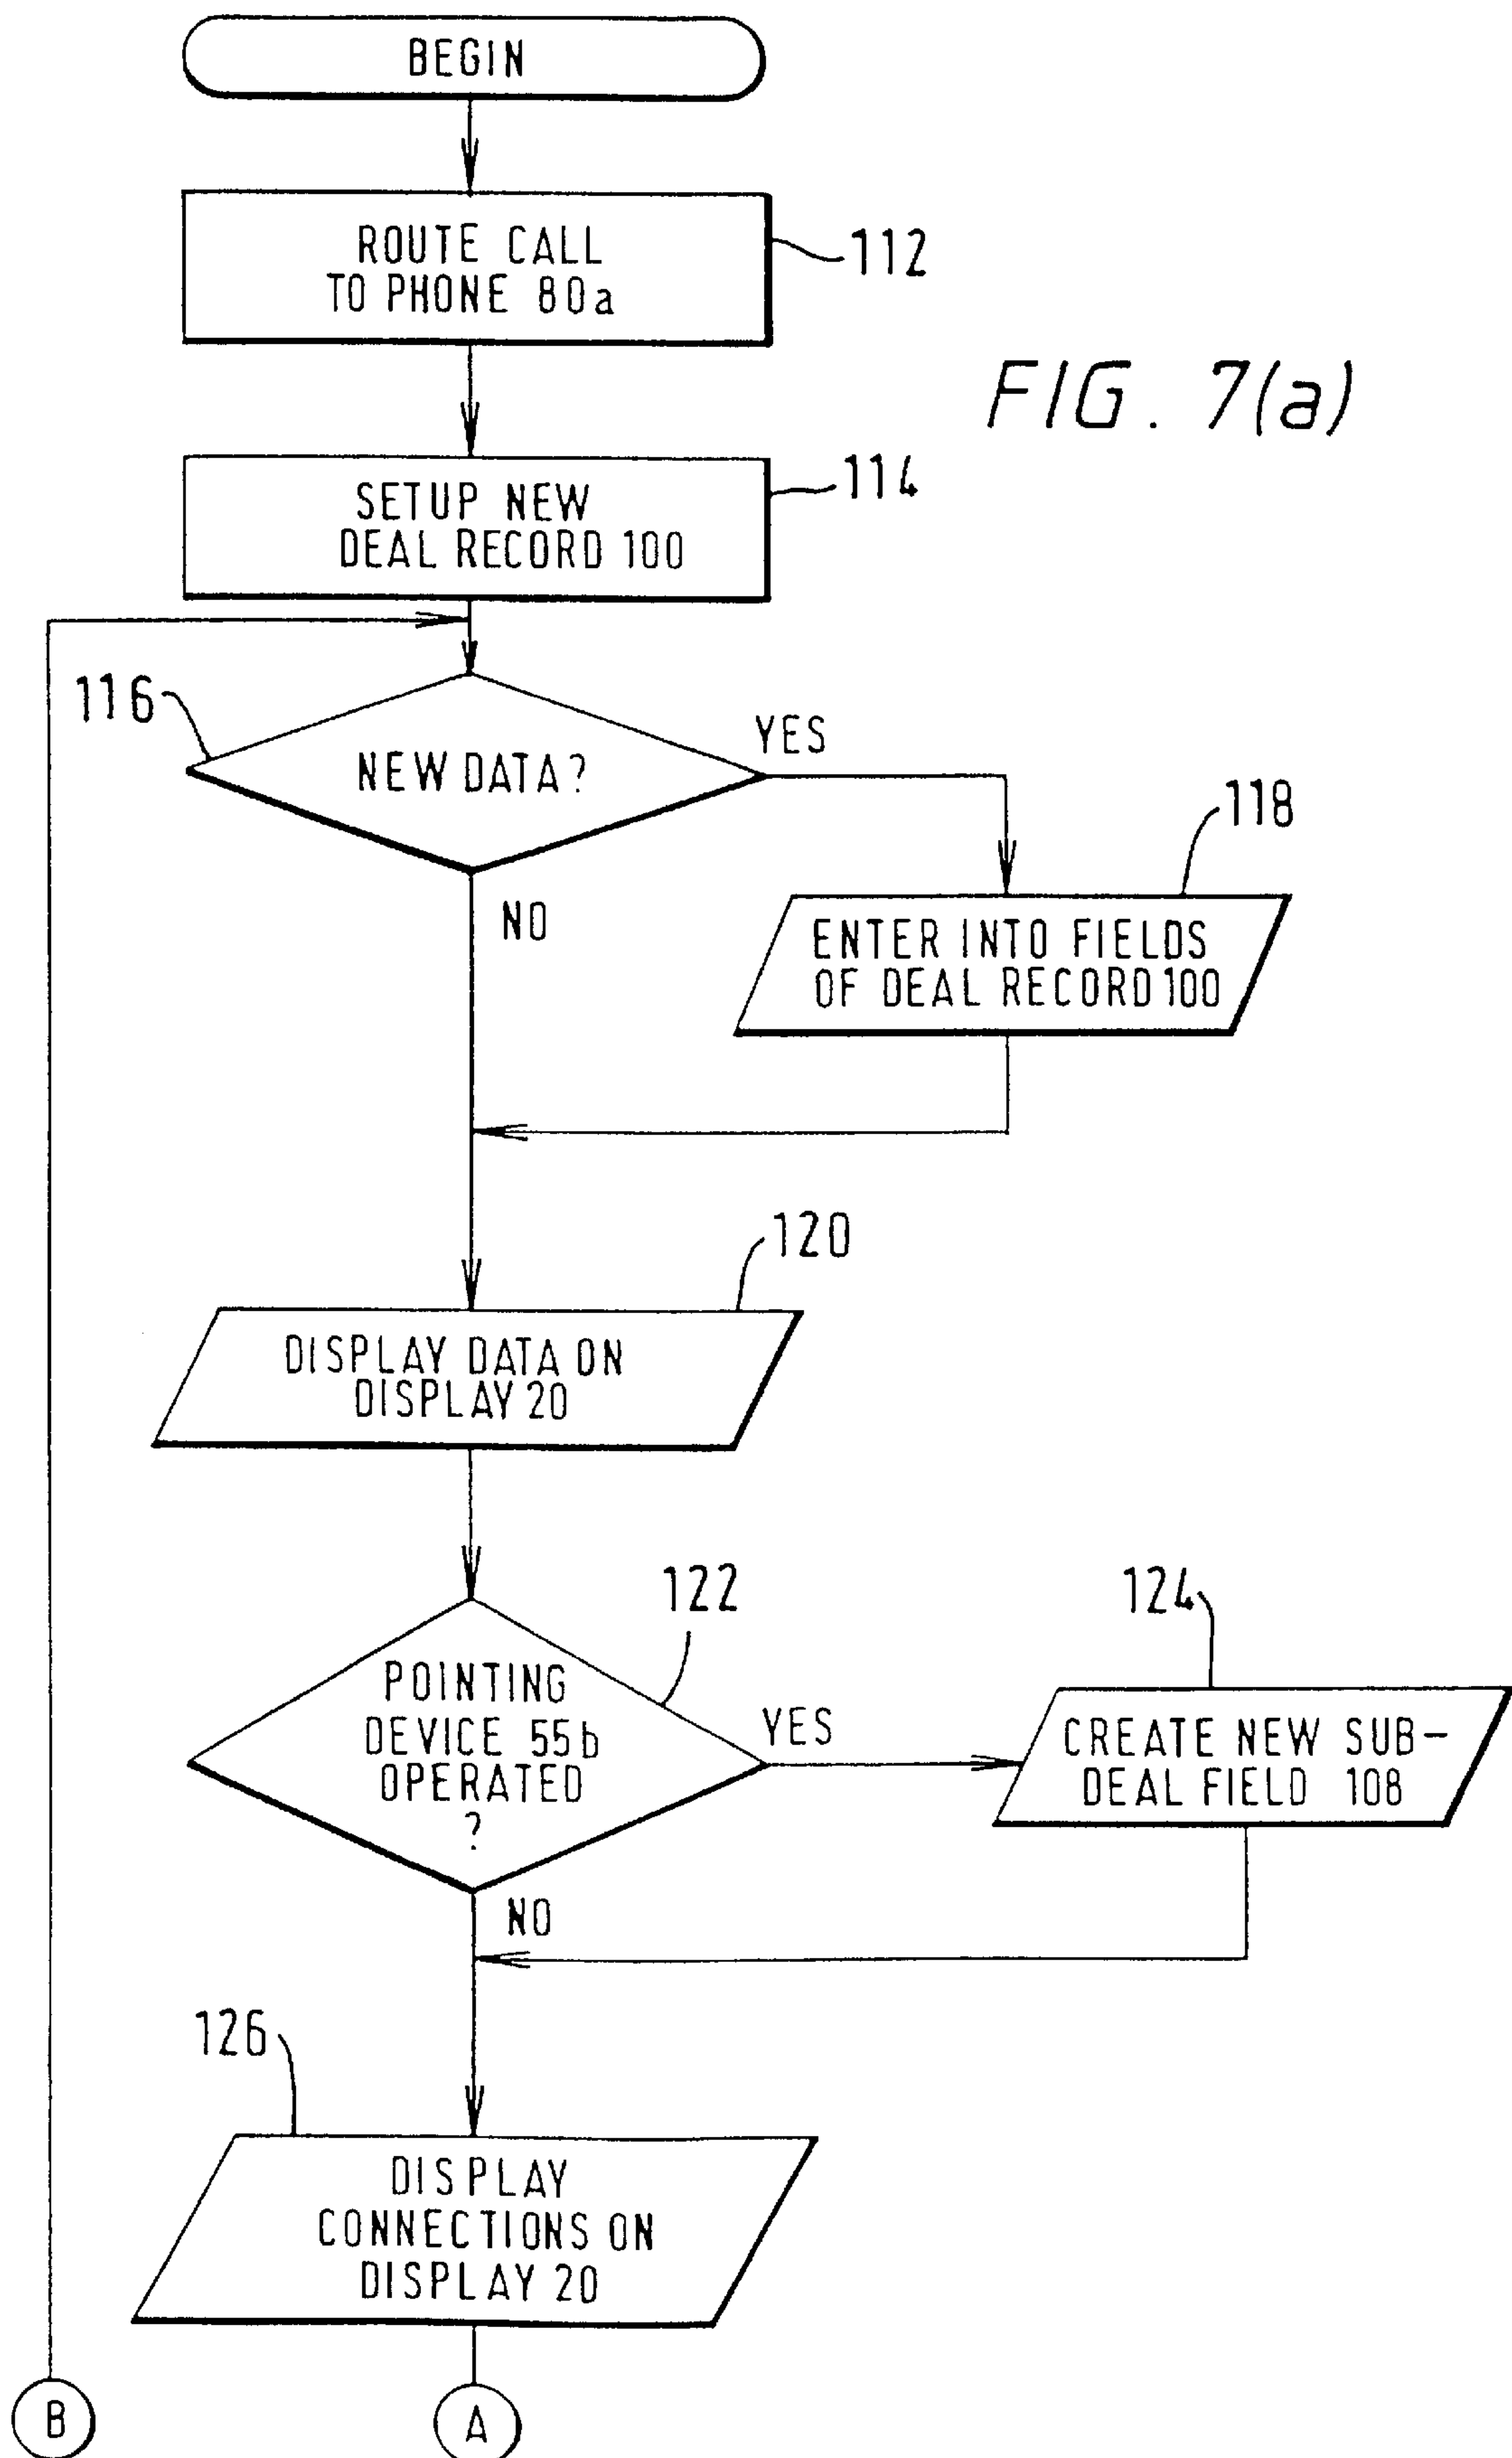 BEGIN
ROUTE CALL
TO PHONE 80a
112
FIG. 7(a)
SETUP NEW
DEAL RECORD 100
114
116
NEW DATA?
YES
NO
118
ENTER INTO FIELDS
OF DEAL RECORD 100
120
DISPLAY DATA ON
DISPLAY 20
122
POINTING
DEVICE 55b
OPERATED
?
YES
NO
124
CREATE NEW SUB-
DEAL FIELD 108
126
DISPLAY
CONNECTIONS ON
DISPLAY 20
B
A